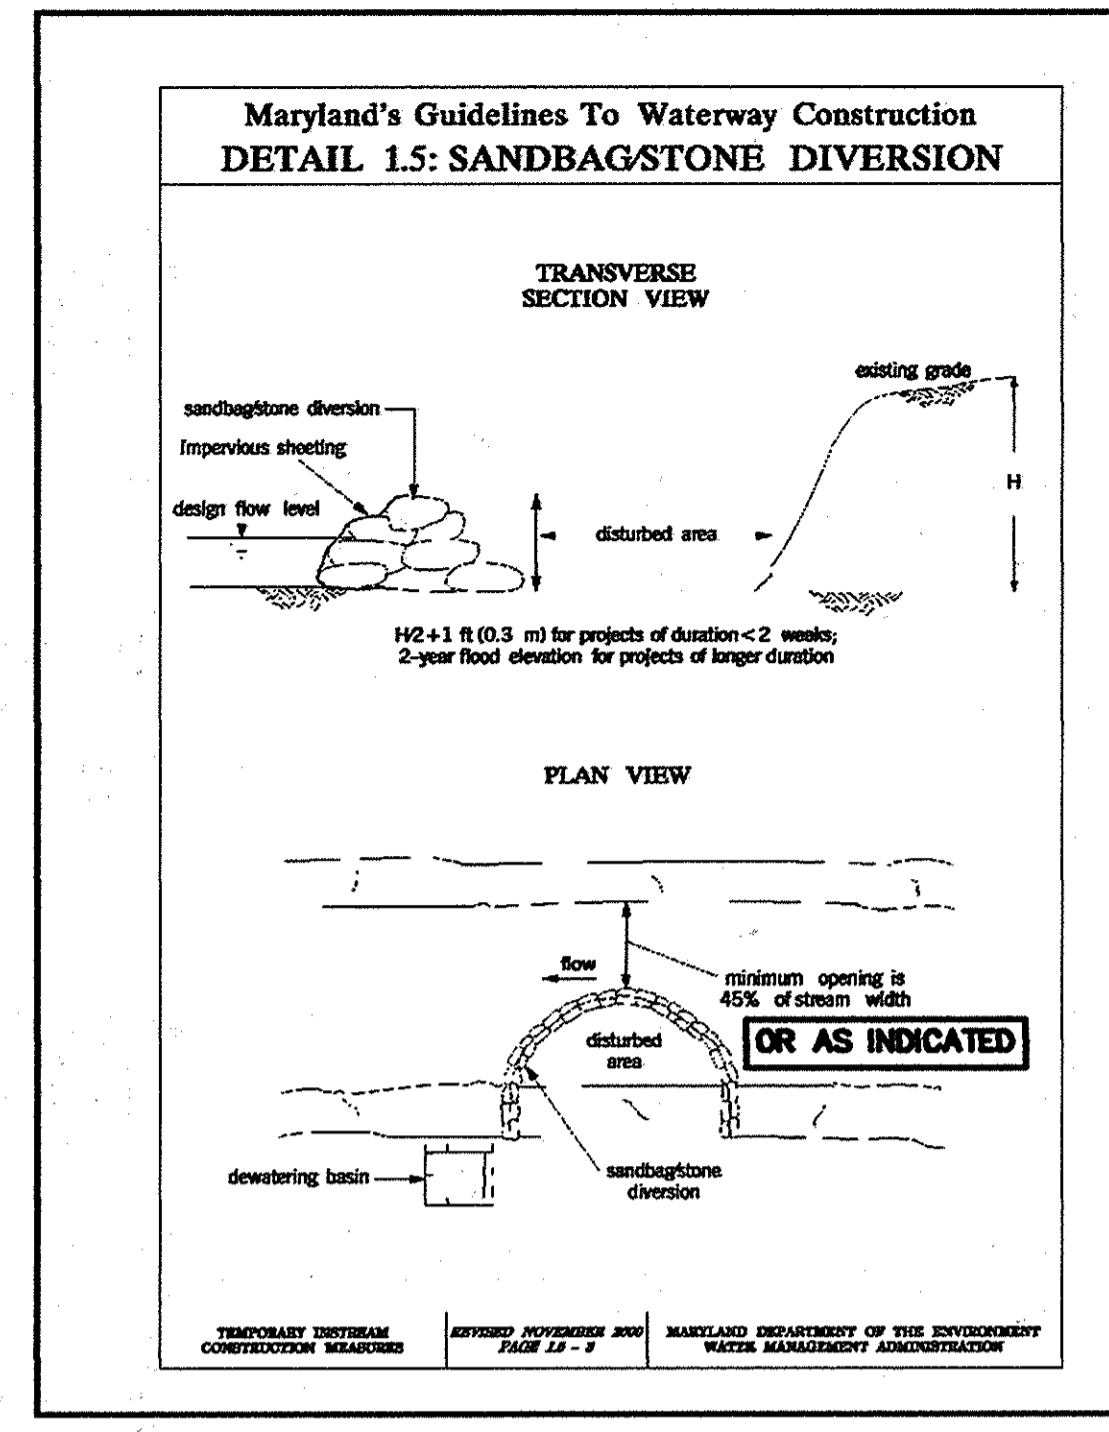 Maryland's Guidelines To Waterway Construction
DETAIL 1.5: SANDBAG/STONE DIVERSION
TRANSVERSE
SECTION VIEW
existing grade
sandbag/stone diversion
Impervious sheeting
H
design flow level
disturbed area
H/2+1 ft (0.3 m) for projects of duration < 2 weeks;
2-year flood elevation for projects of longer duration
PLAN VIEW
flow
minimum opening is
45% of stream width
OR AS INDICATED
disturbed
area
dewatering basin
sandbag/stone
diversion
TEMPORARY INSTREAM
CONSTRUCTION MEASURES
REVISED NOVEMBER 2000
PAGE 1.5 - 3
MARYLAND DEPARTMENT OF THE ENVIRONMENT
WATER MANAGEMENT ADMINISTRATION